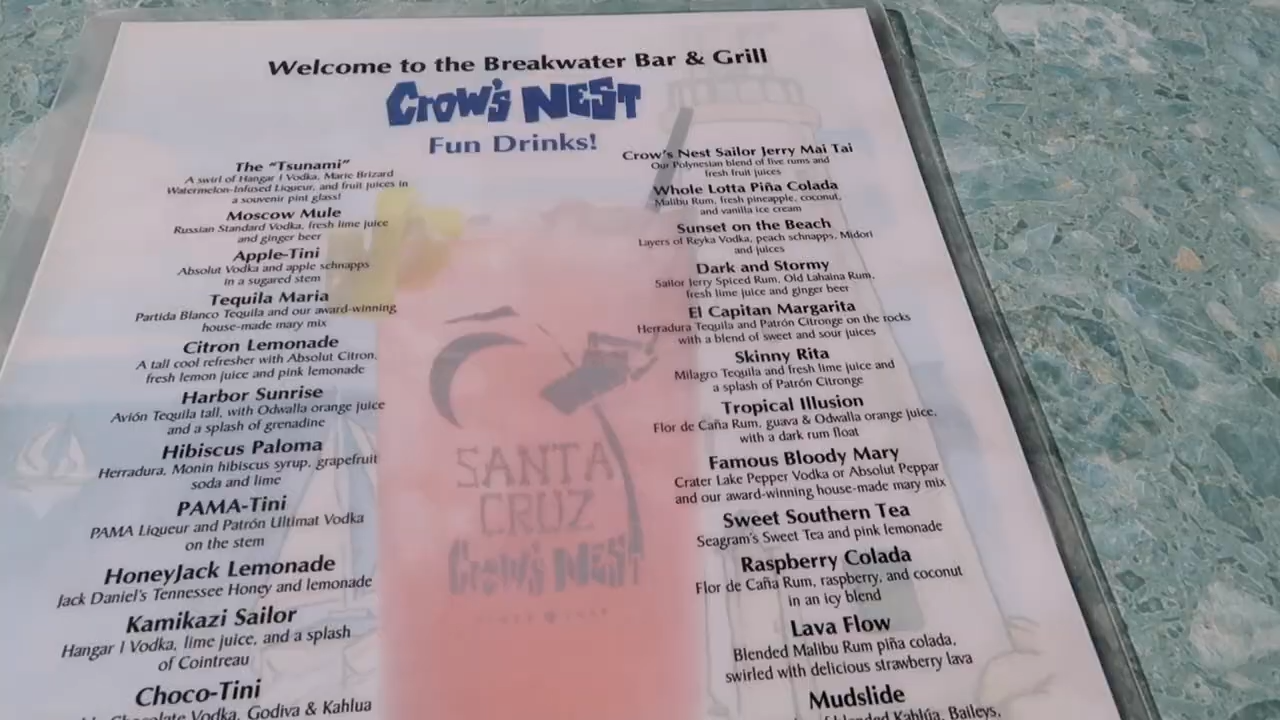 Welcome to the Breakwater Bar & Grill
Crow's NEST
Fun Drinks!
The "Tsunami"
A swirl of Hangar I Vodka, Marie Brizard
Watermelon-Infused Liqueur, and fruit juices in
a souvenir pint glass!
Moscow Mule
Russian Standard Vodka, fresh lime juice
and ginger beer
Apple-Tini
Absolut Vodka and apple schnapps
in a sugared stem
Tequila Maria
Partida Blanco Tequila and our award-winning
house-made mary mix
Citron Lemonade
A tall cool refresher with Absolut Citron,
fresh lemon juice and pink lemonade
Harbor Sunrise
Avión Tequila tall, with Odwalla orange juice
and a splash of grenadine
Hibiscus Paloma
Herradura, Monin hibiscus syrup, grapefruit
soda and lime
PAMA-Tini
PAMA Liqueur and Patrón Ultimat Vodka
on the stem
HoneyJack Lemonade
Jack Daniel's Tennessee Honey and lemonade
Kamikazi Sailor
Hangar I Vodka, lime juice, and a splash
of Cointreau
Choco-Tini
Chocolate Vodka, Godiva & Kahlua
Crow's Nest Sailor Jerry Mai Tai
Our Polynesian blend of five rums and
fresh fruit juices
Whole Lotta Piña Colada
Malibu Rum, fresh pineapple, coconut,
and vanilla ice cream
Sunset on the Beach
Layers of Reyka Vodka, peach schnapps, Midori
and juices
Dark and Stormy
Sailor Jerry Spiced Rum, Old Lahaina Rum,
fresh lime juice and ginger beer
El Capitan Margarita
Herradura Tequila and Patrón Citronge on the rocks
with a blend of sweet and sour juices
Skinny Rita
Milagro Tequila and fresh lime juice and
a splash of Patrón Citronge
Tropical Illusion
Flor de Caña Rum, guava & Odwalla orange juice,
with a dark rum float
Famous Bloody Mary
Crater Lake Pepper Vodka or Absolut Peppar
and our award-winning house-made mary mix
Sweet Southern Tea
Seagram's Sweet Tea and pink lemonade
Raspberry Colada
Flor de Caña Rum, raspberry, and coconut
in an icy blend
Lava Flow
Blended Malibu Rum piña colada,
swirled with delicious strawberry lava
Mudslide
of blended Kahlúa, Baileys,
SANTA
CRUZ
Crow's NEST